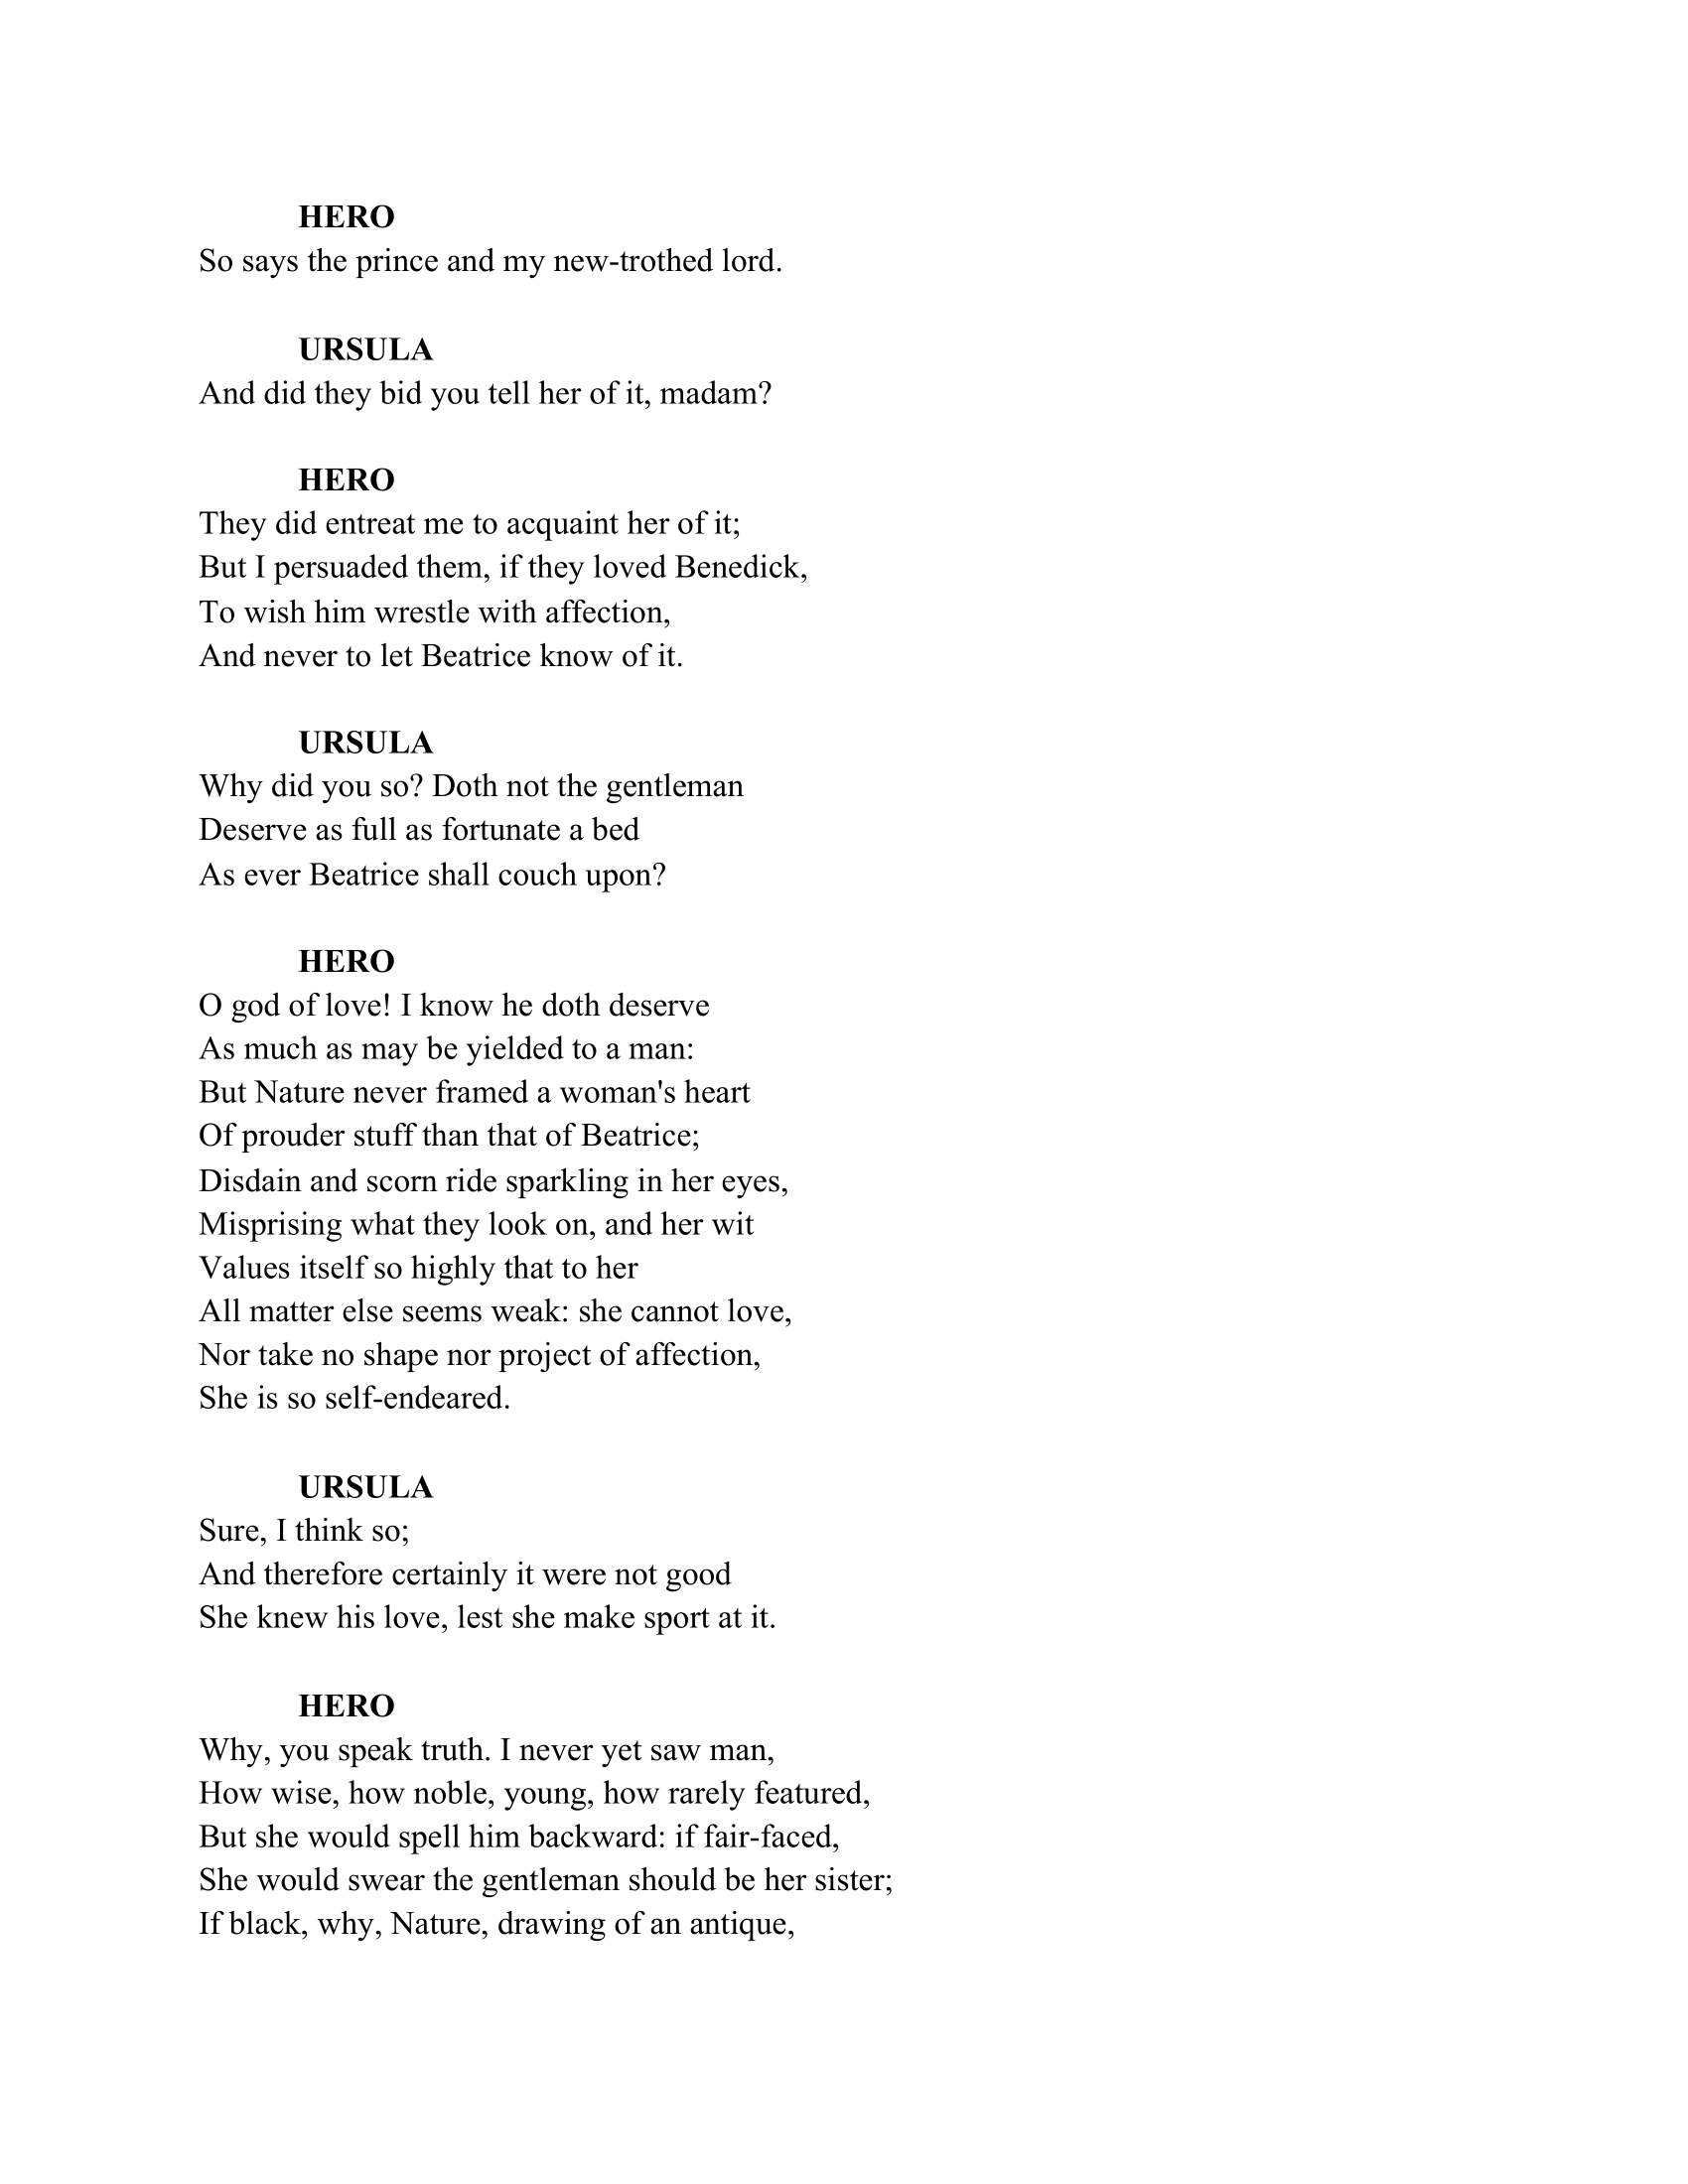 HERO
So says the prince and my new-trothed lord.
URSULA
And did they bid you tell her of it, madam?
HERO
They did entreat me to acquaint her of it;
But I persuaded them, if they loved Benedick,
To wish him wrestle with affection,
And never to let Beatrice know of it.
URSULA
Why did you so? Doth not the gentleman
Deserve as full as fortunate a bed
As ever Beatrice shall couch upon?
HERO
O god of love! I know he doth deserve
As much as may be yielded to a man:
But Nature never framed a woman's heart
Of prouder stuff than that of Beatrice;
Disdain and scorn ride sparkling in her eyes,
Misprising what they look on, and her wit
Values itself so highly that to her
All matter else seems weak: she cannot love,
Nor take no shape nor project of affection,
She is so self-endeared.
URSULA
Sure, I think so;
And therefore certainly it were not good
She knew his love, lest she make sport at it.
HERO
Why, you speak truth. I never yet saw man,
How wise, how noble, young, how rarely featured,
But she would spell him backward: if fair-faced,
She would swear the gentleman should be her sister;
If black, why, Nature, drawing of an antique,